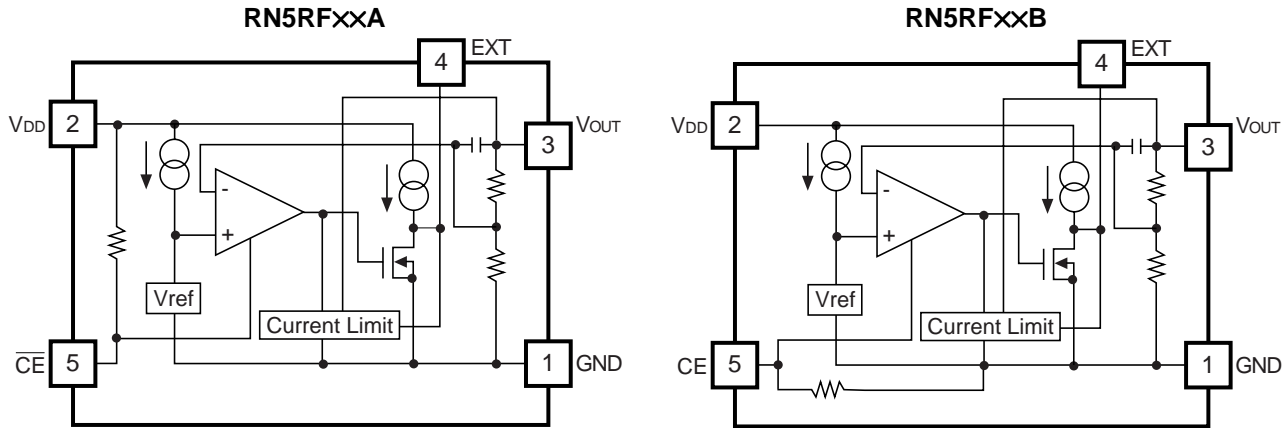 RN5RF××A
EXT
4
VDD 2
VOUT
3
-
+
Vref
Current Limit
C̅E̅ 5
1 GND
RN5RF××B
EXT
4
VDD 2
VOUT
3
-
+
Vref
Current Limit
CE 5
1 GND